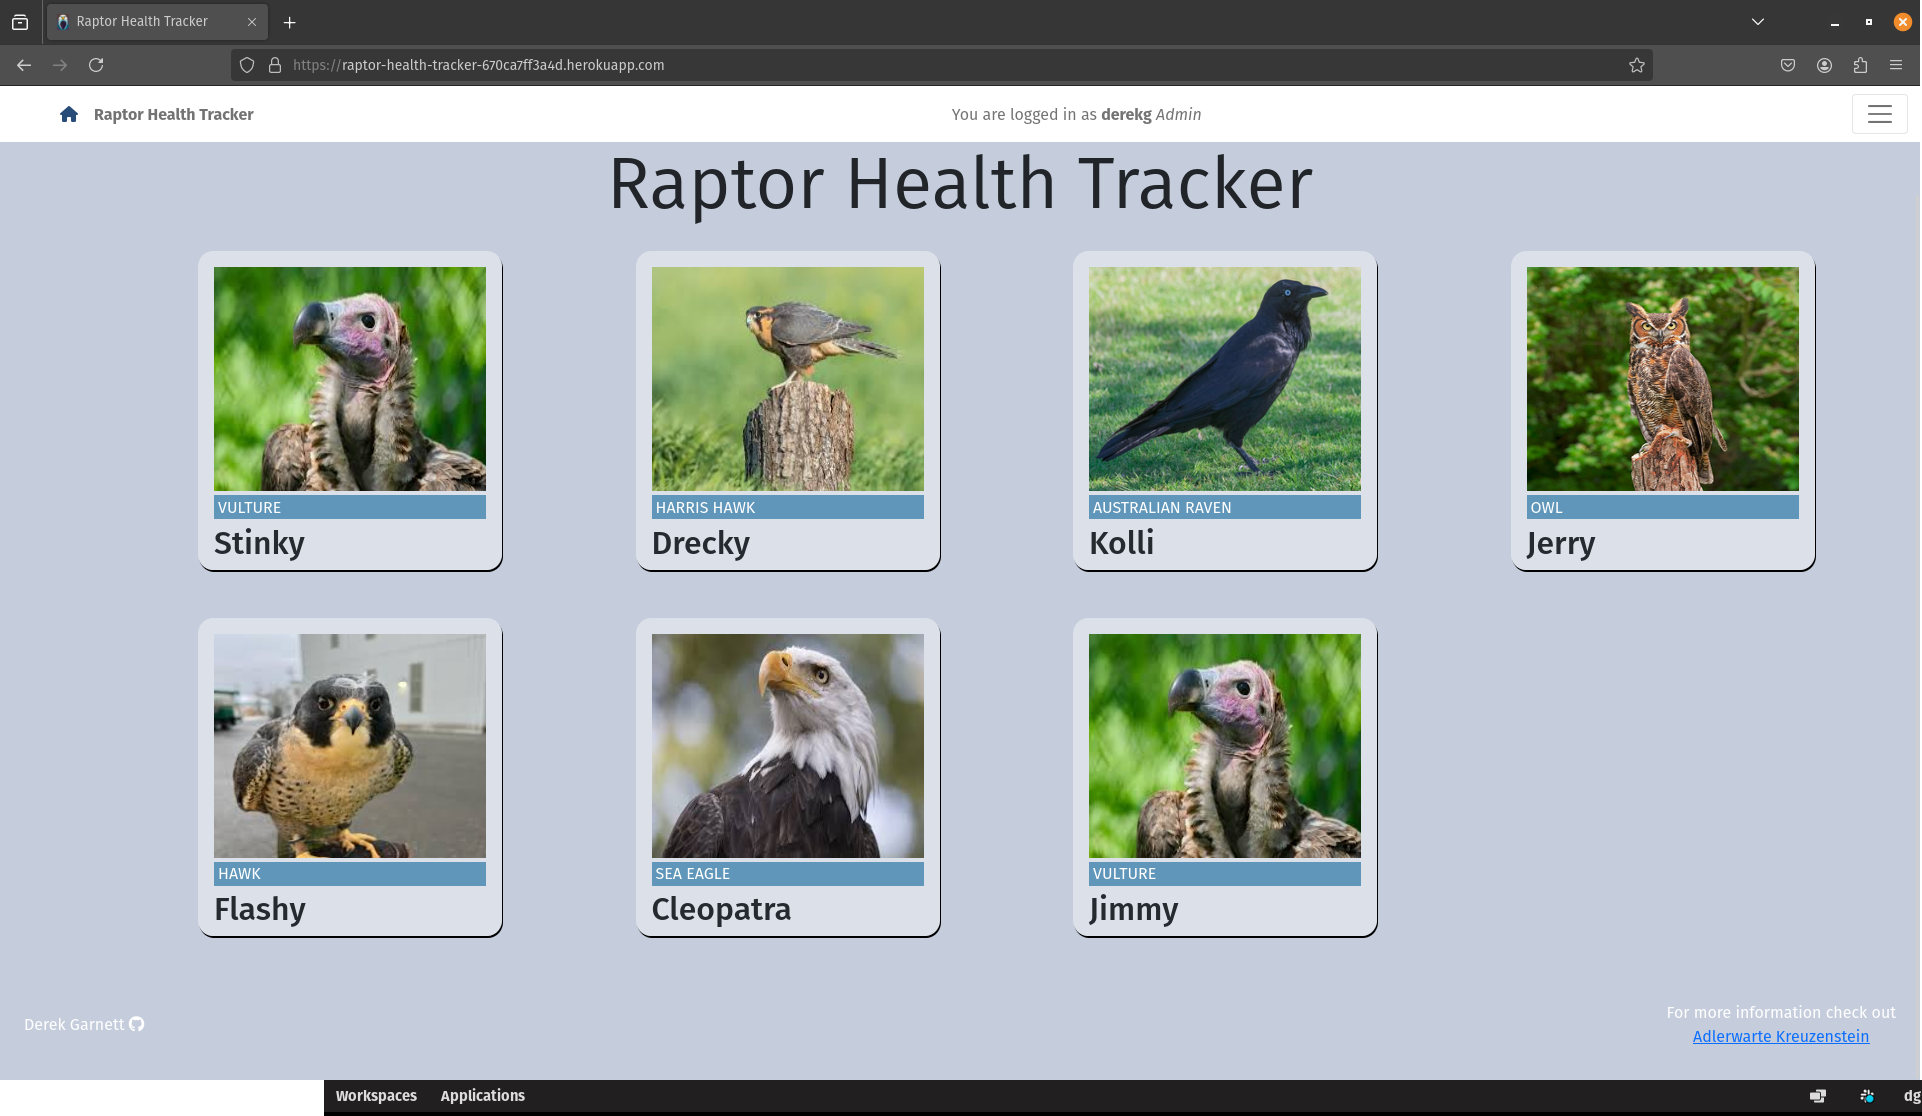 Raptor Health Tracker
https://raptor-health-tracker-670ca7ff3a4d.herokuapp.com
Raptor Health Tracker
You are logged in as derekg Admin
Raptor Health Tracker
VULTURE
Stinky
HARRIS HAWK
Drecky
AUSTRALIAN RAVEN
Kolli
OWL
Jerry
HAWK
Flashy
SEA EAGLE
Cleopatra
VULTURE
Jimmy
Derek Garnett
For more information check out
Adlerwarte Kreuzenstein
Workspaces
Applications
dg